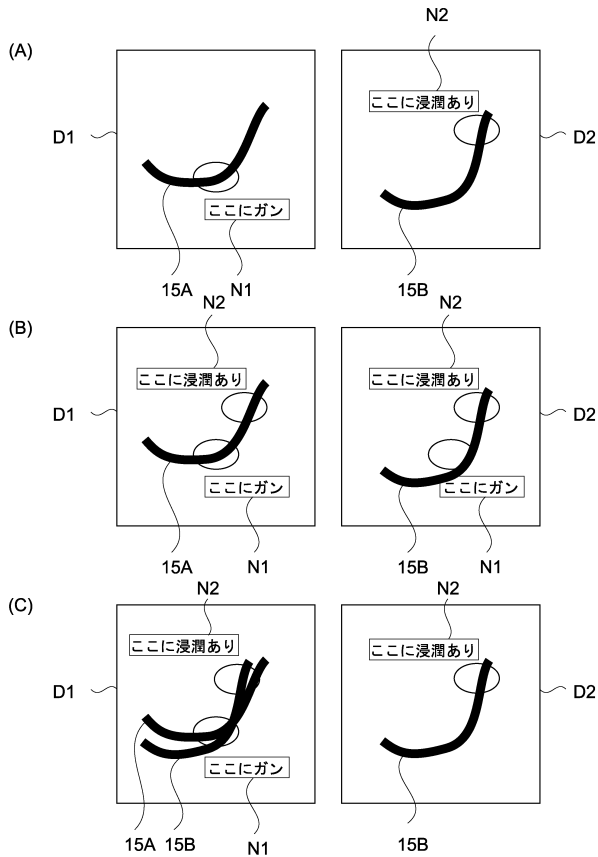 N2
(A)
ここに浸潤あり
D1
D2
ここにガン
15A
N1
15B
N2
N2
(B)
ここに浸潤あり
ここに浸潤あり
D1
D2
ここにガン
ここにガン
15A
N1
15B
N1
N2
N2
(C)
ここに浸潤あり
ここに浸潤あり
D1
D2
ここにガン
15A
15B
N1
15B